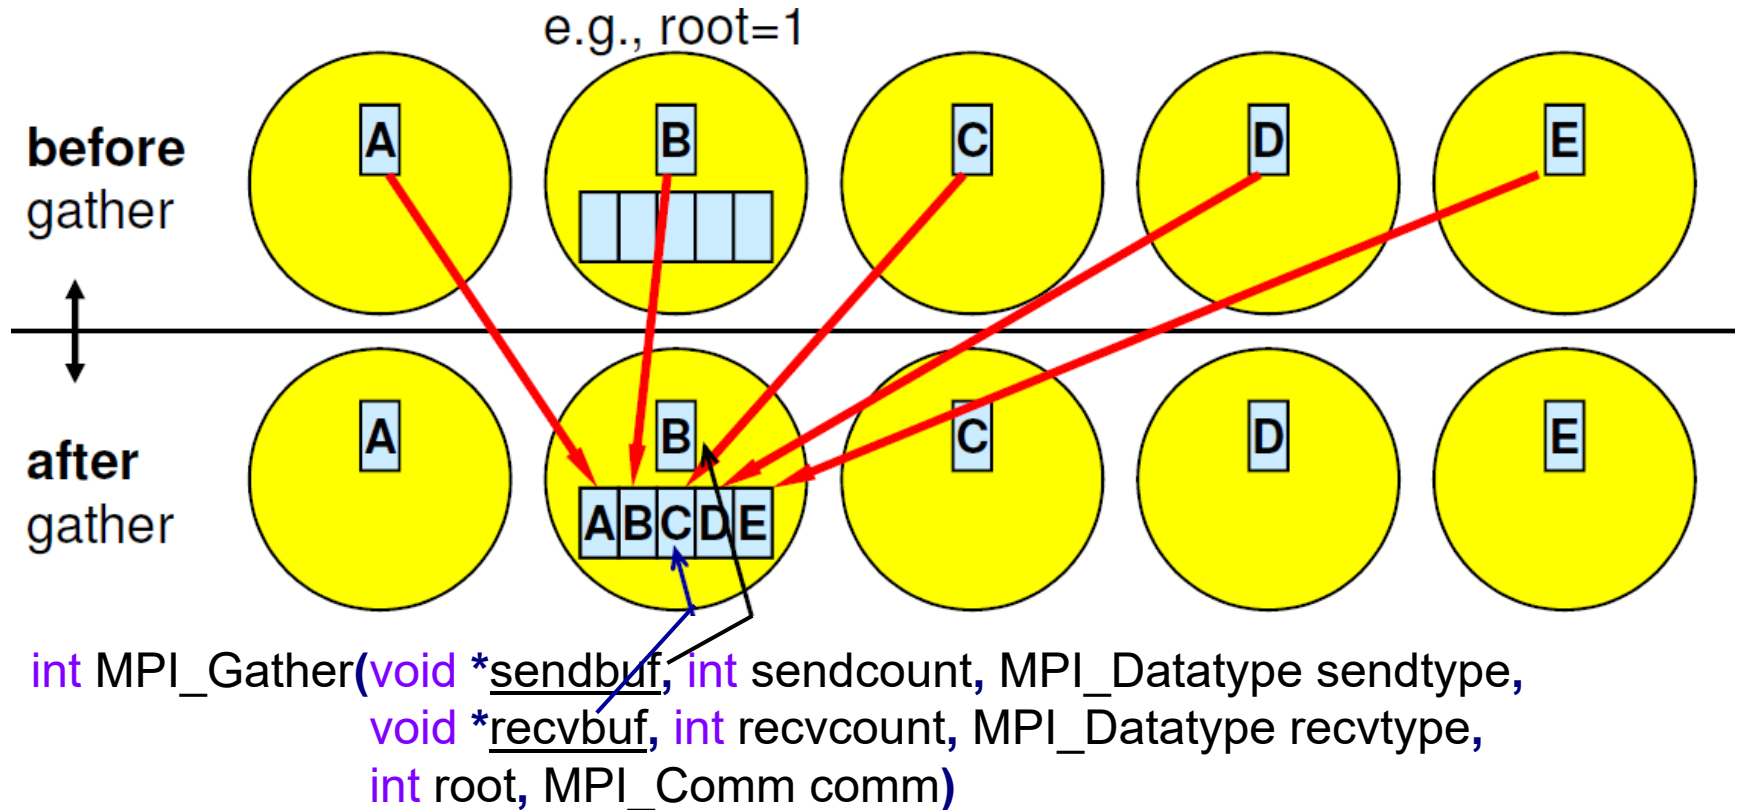 e.g., root=1
A B C D E
before
gather
A B C D E
after
gather
A B C D E
int MPI_Gather(void *sendbuf, int sendcount, MPI_Datatype sendtype,
void *recvbuf, int recvcount, MPI_Datatype recvtype,
int root, MPI_Comm comm)